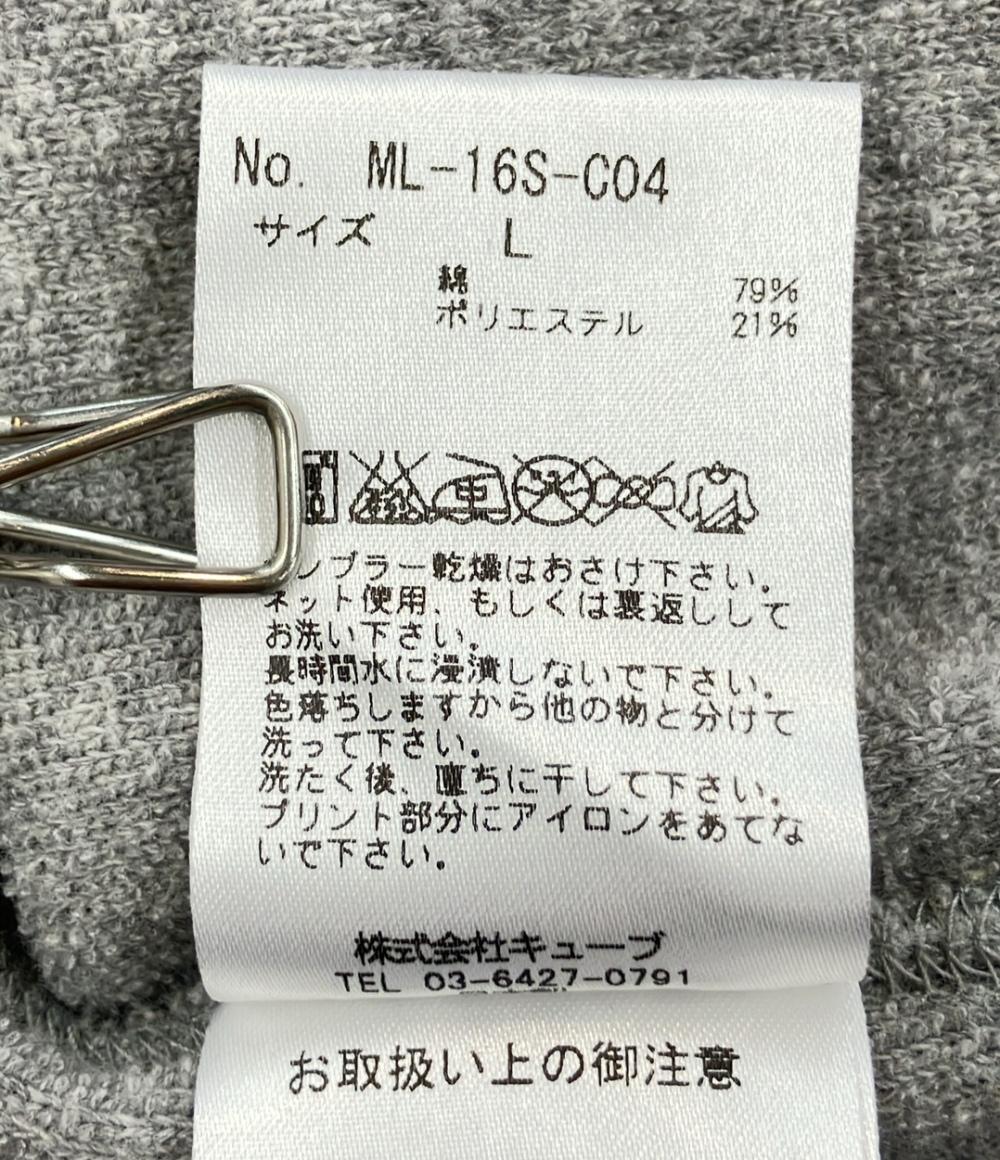 No. ML-16S-C04
サイズ L
綿 79%
ポリエステル 21%
ンブラー乾燥はおさけ下さい。
ネット使用、もしくは裏返しして
お洗い下さい。
長時間水に浸漬しないで下さい。
色落ちしますから他の物と分けて
洗って下さい。
洗たく後、直ちに干して下さい。
プリント部分にアイロンをあてな
いで下さい。
株式会社キューブ
TEL 03-6427-0791
お取扱い上の御注意